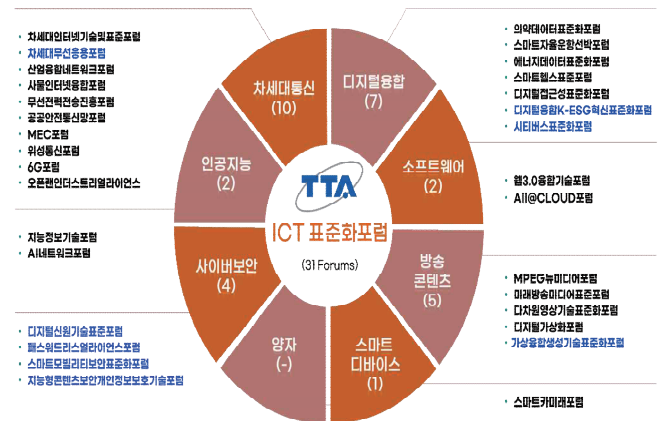 차세대인터넷기술및표준포럼
차세대무선응용포럼
산업융합네트워크포럼
사물인터넷융합포럼
무선전력전송진흥포럼
공공안전통신망포럼
MEC포럼
위성통신포럼
6G포럼
오픈랜인더스트리얼라이언스
지능정보기술포럼
AI네트워크포럼
디지털신원기술표준포럼
패스워드리스얼라이언스포럼
스마트모빌리티보안표준화포럼
지능형콘텐츠보안개인정보보호기술포럼
차세대통신
(10)
디지털융합
(7)
인공지능
(2)
소프트웨어
(2)
TTA
ICT 표준화포럼
(31 Forums)
사이버보안
(4)
방송
콘텐츠
(5)
양자
(-)
스마트
디바이스
(1)
의약데이터표준화포럼
스마트자율운항선박포럼
에너지데이터표준화포럼
스마트헬스표준포럼
디지털접근성표준화포럼
디지털융합K-ESG혁신표준화포럼
시티버스표준화포럼
웹3.0융합기술포럼
All@CLOUD포럼
MPEG뉴미디어포럼
미래방송미디어표준포럼
다차원영상기술표준화포럼
디지털가상화포럼
가상융합생성기술표준화포럼
스마트카미래포럼